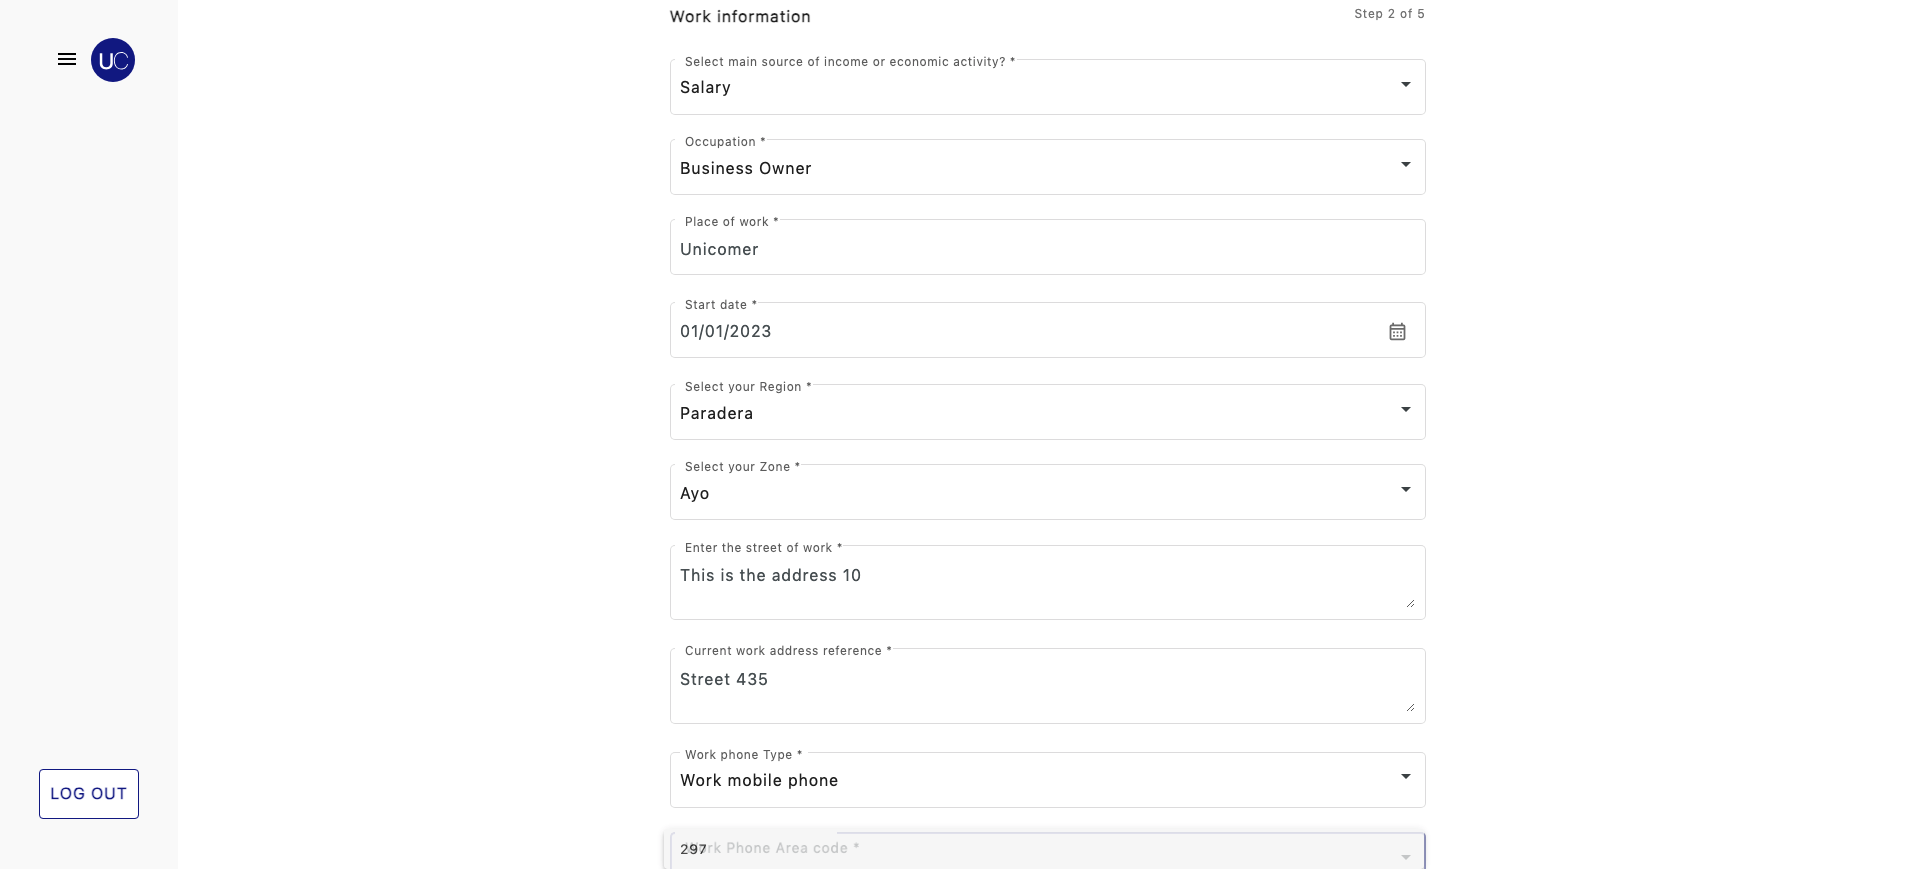 UC
Work information
Step 2 of 5
Select main source of income or economic activity? *
Salary
Occupation *
Business Owner
Place of work *
Unicomer
Start date *
01/01/2023
Select your Region *
Paradera
Select your Zone *
Ayo
Enter the street of work *
This is the address 10
Current work address reference *
Street 435
Work phone Type *
Work mobile phone
Work Phone Area code *
297
LOG OUT